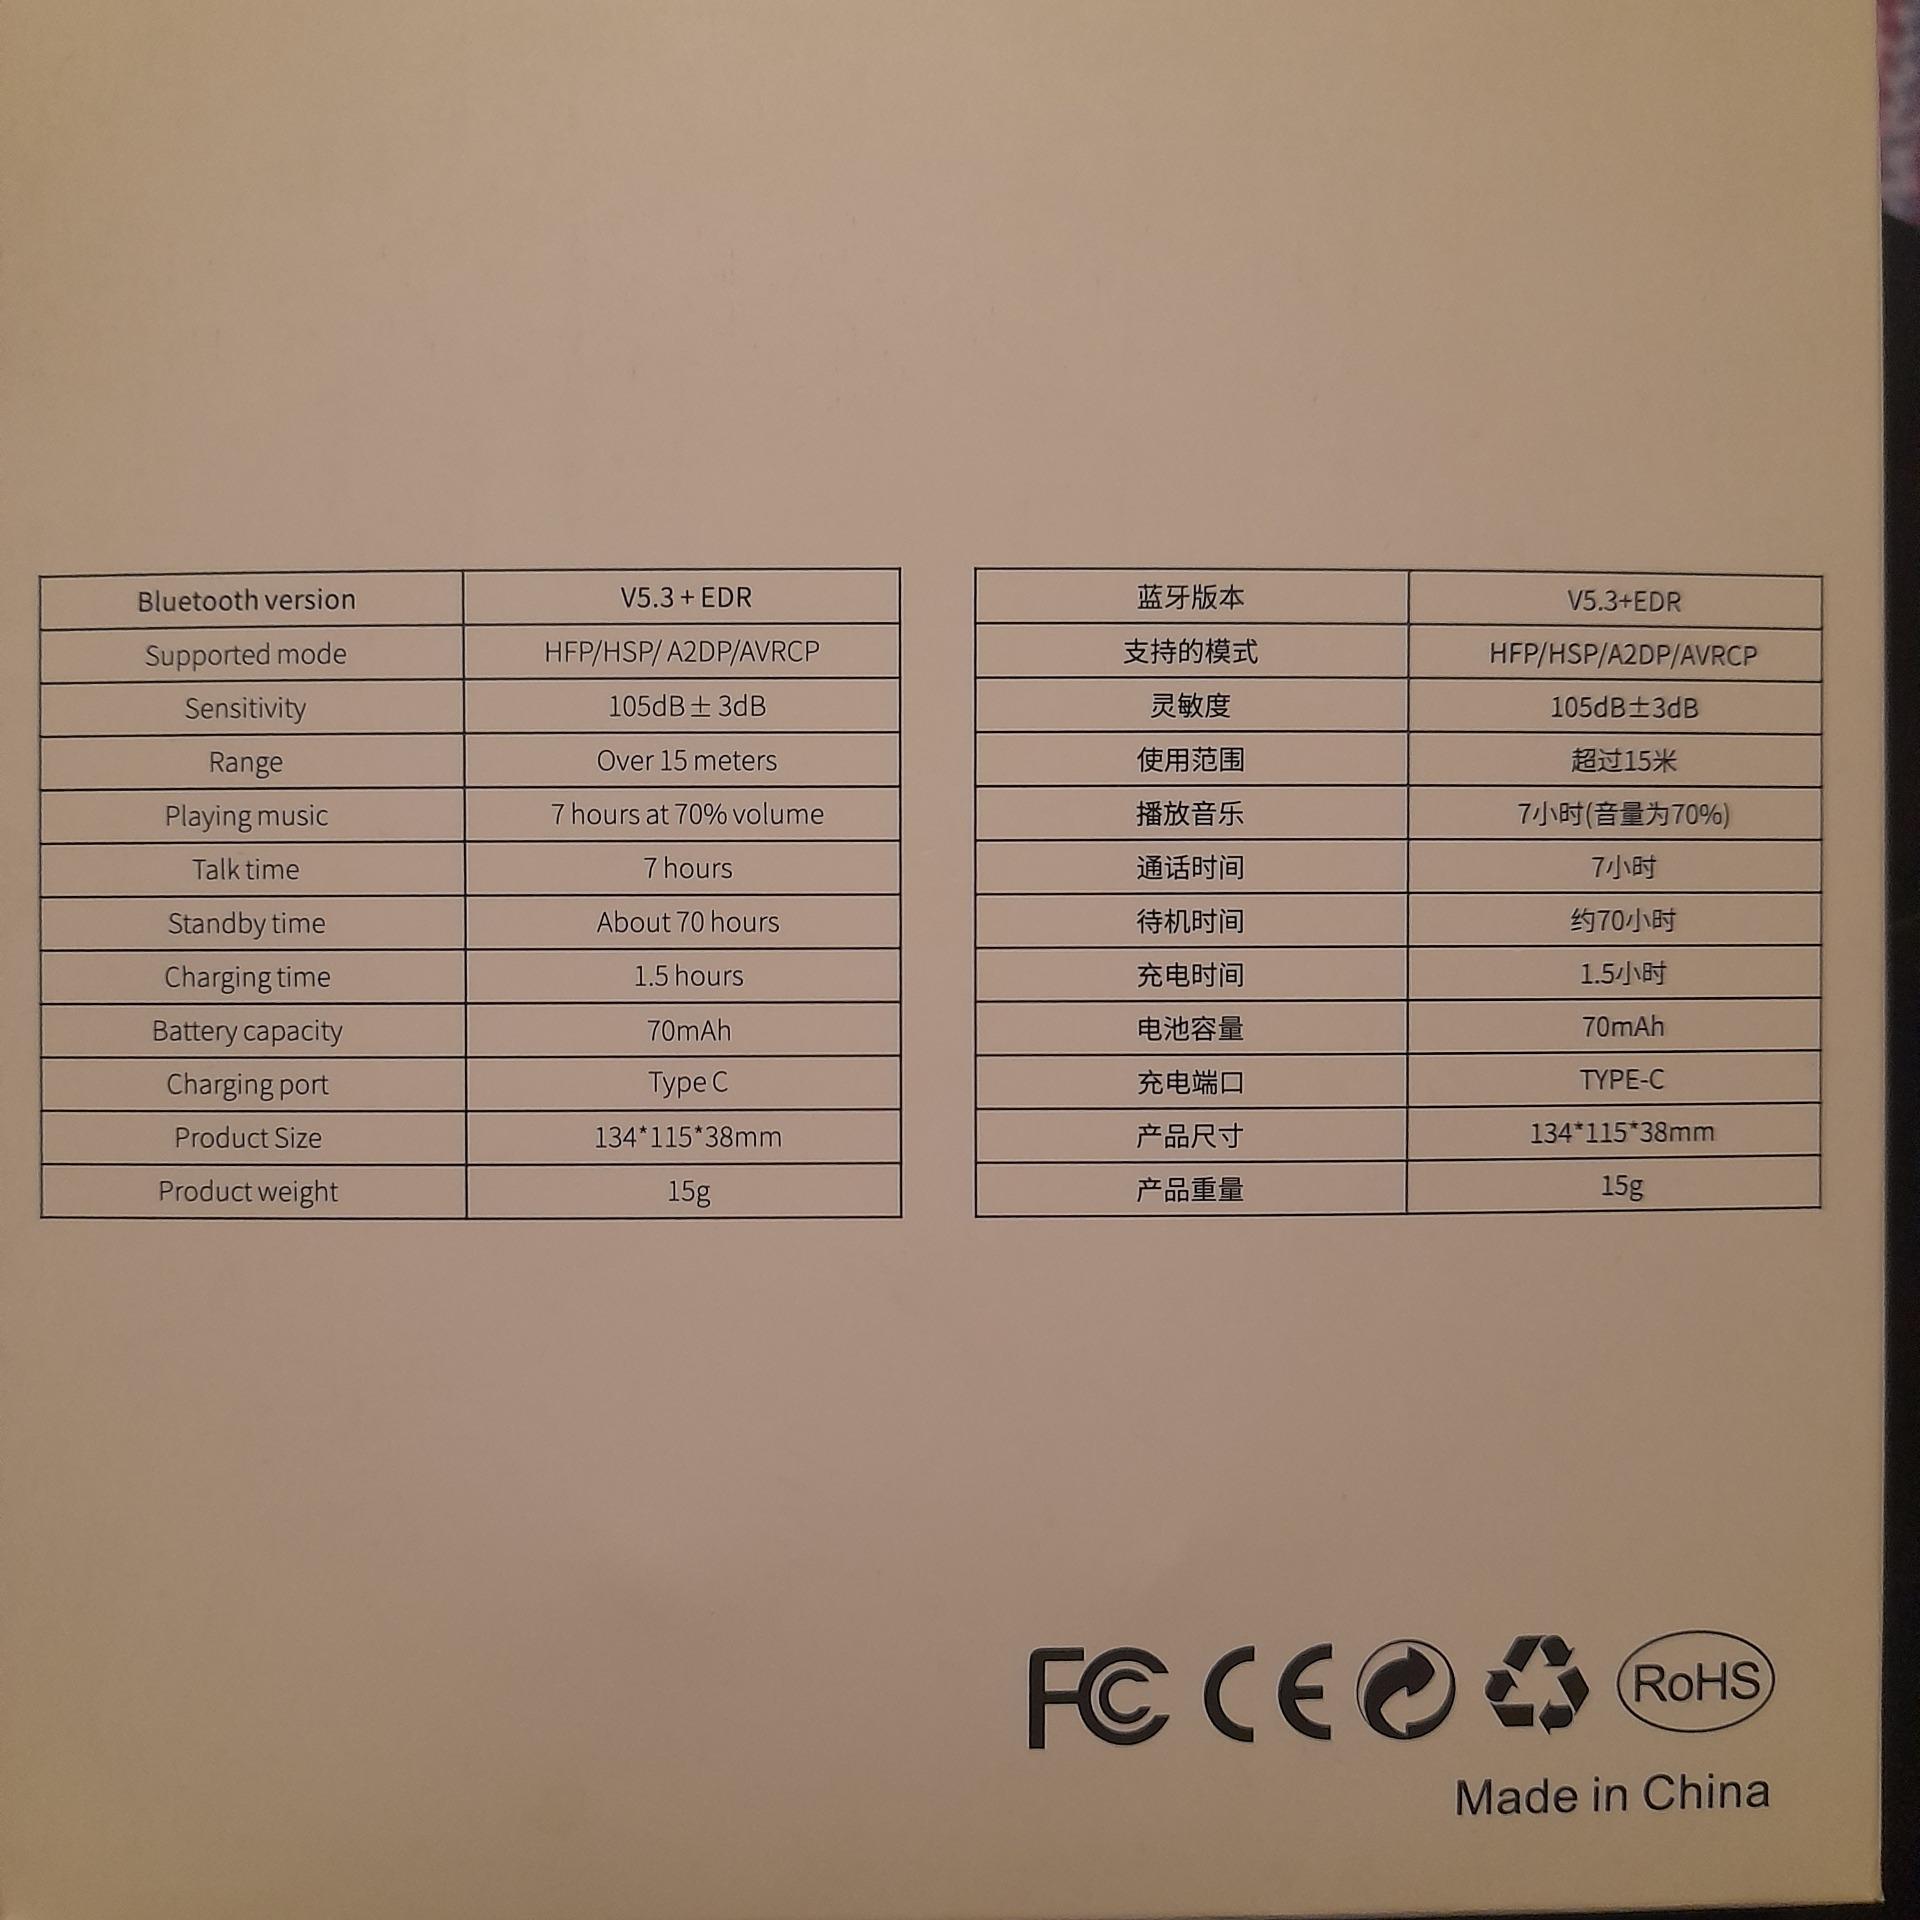 Bluetooth version V5.3 + EDR
Supported mode HFP/HSP/ A2DP/AVRCP
Sensitivity 105dB ± 3dB
Range Over 15 meters
Playing music 7 hours at 70% volume
Talk time 7 hours
Standby time About 70 hours
Charging time 1.5 hours
Battery capacity 70mAh
Charging port Type C
Product Size 134*115*38mm
Product weight 15g
蓝牙版本 V5.3+EDR
支持的模式 HFP/HSP/A2DP/AVRCP
灵敏度 105dB±3dB
使用范围 超过15米
播放音乐 7小时(音量为70%)
通话时间 7小时
待机时间 约70小时
充电时间 1.5小时
电池容量 70mAh
充电端口 TYPE-C
产品尺寸 134*115*38mm
产品重量 15g
FC CE RoHS
Made in China